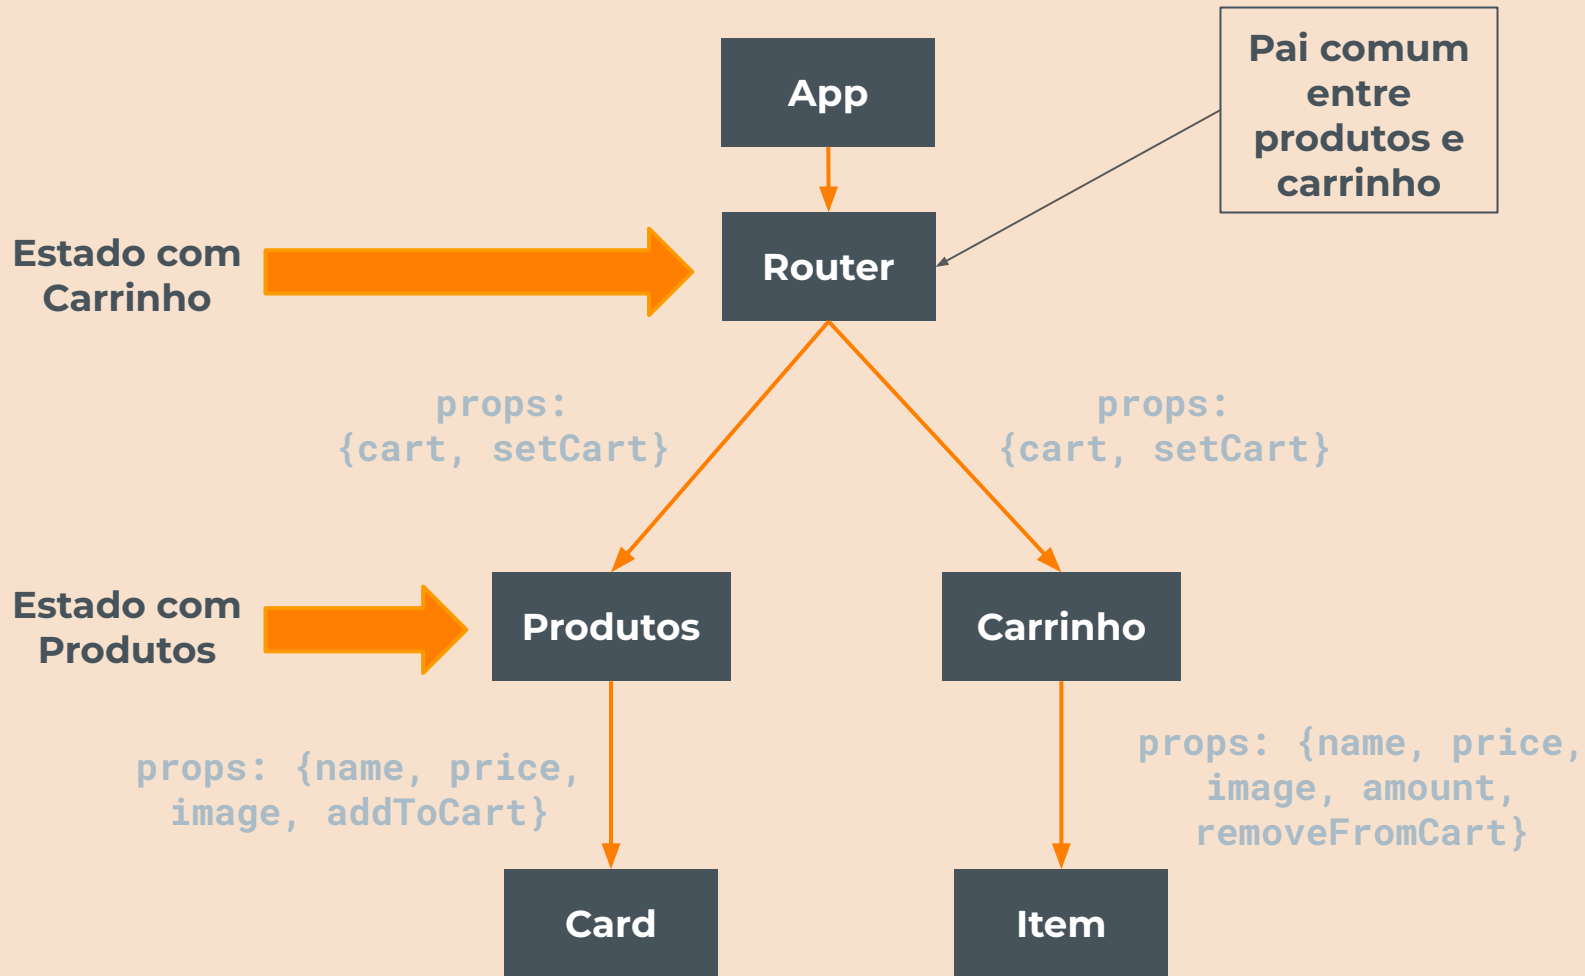 App
Pai comum
entre
produtos e
carrinho
Estado com
Carrinho
Router
props:
{cart, setCart}
props:
{cart, setCart}
Estado com
Produtos
Produtos
Carrinho
props: {name, price,
image, addToCart}
props: {name, price,
image, amount,
removeFromCart}
Card
Item